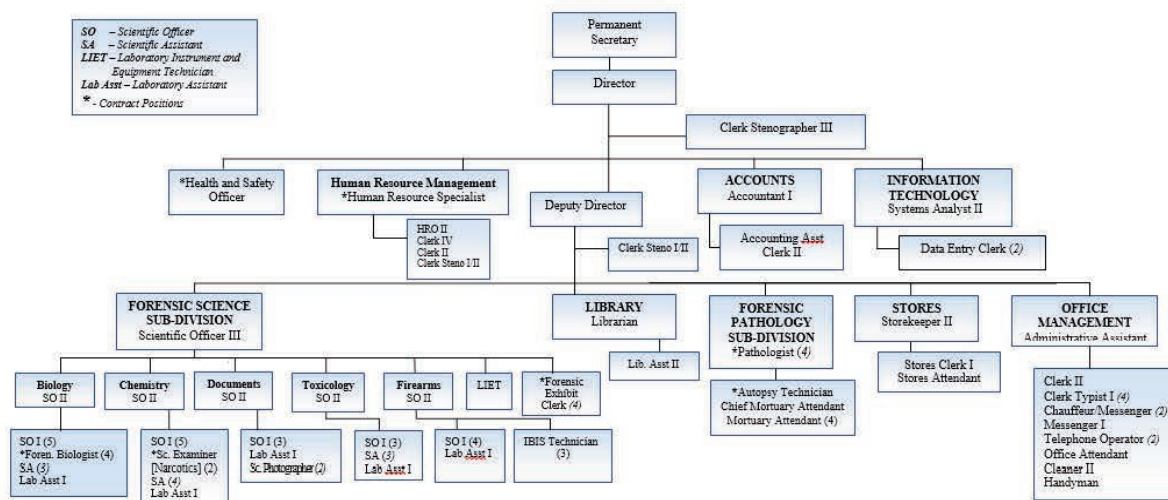 SO – Scientific Officer
SA – Scientific Assistant
LIET – Laboratory Instrument and
Equipment Technician
Lab Asst – Laboratory Assistant
* - Contract Positions
Permanent
Secretary
Director
Clerk Stenographer III
*Health and Safety
Officer
Human Resource Management
*Human Resource Specialist
HRO II
Clerk IV
Clerk II
Clerk Steno I/II
Deputy Director
Clerk Steno I/II
ACCOUNTS
Accountant I
Accounting Asst
Clerk II
INFORMATION
TECHNOLOGY
Systems Analyst II
Data Entry Clerk (2)
FORENSIC SCIENCE
SUB-DIVISION
Scientific Officer III
LIBRARY
Librarian
Lib. Asst II
FORENSIC
PATHOLOGY
SUB-DIVISION
*Pathologist (4)
*Autopsy Technician
Chief Mortuary Attendant
Mortuary Attendant (4)
STORES
Storekeeper II
Stores Clerk I
Stores Attendant
OFFICE
MANAGEMENT
Administrative Assistant
Clerk II
Clerk Typist I (4)
Chauffeur/Messenger (2)
Messenger I
Telephone Operator (2)
Office Attendant
Cleaner II
Handyman
Biology
SO II
SO I (5)
*Foren. Biologist (4)
SA (3)
Lab Asst I
Chemistry
SO II
SO I (5)
*Sc. Examiner
[Narcotics] (2)
SA (4)
Lab Asst I
Documents
SO II
SO I (3)
Lab Asst I
Sc. Photographer (2)
Toxicology
SO II
SO I (3)
SA (3)
Lab Asst I
Firearms
SO II
SO I (4)
Lab Asst I
LIET
*Forensic
Exhibit
Clerk (4)
IBIS Technician
(3)